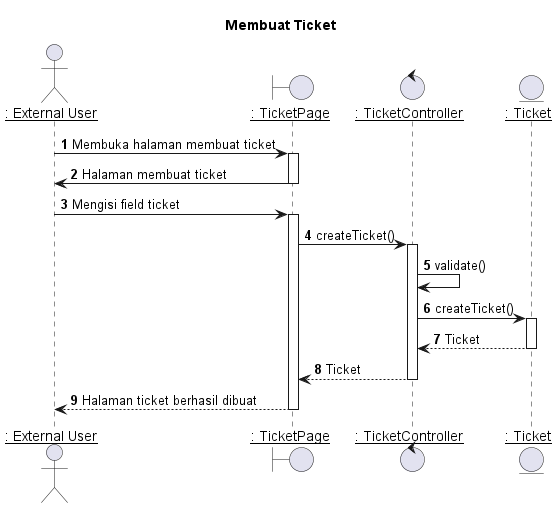 Membuat Ticket
: External User
: TicketPage
: TicketController
: Ticket
1 Membuka halaman membuat ticket
2 Halaman membuat ticket
3 Mengisi field ticket
4 createTicket()
5 validate()
6 createTicket()
7 Ticket
8 Ticket
9 Halaman ticket berhasil dibuat
: External User
: TicketPage
: TicketController
: Ticket